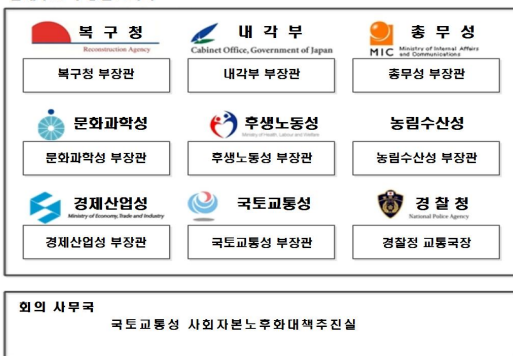 복구청 내각부 총무성
Reconstruction Agency Cabinet Office, Government of Japan MIC Ministry of Internal Affairs and Communications
복구청 부장관 내각부 부장관 총무성 부장관
문화과학성 후생노동성 농림수산성
Ministry of Health, Labour and Welfare
문화과학성 부장관 후생노동성 부장관 농림수산성 부장관
경제산업성 국토교통성 경찰청
Ministry of Economy, Trade and Industry National Police Agency
경제산업성 부장관 국토교통성 부장관 경찰청 교통국장
회의 사무국
국토교통성 사회자본노후화대책추진실